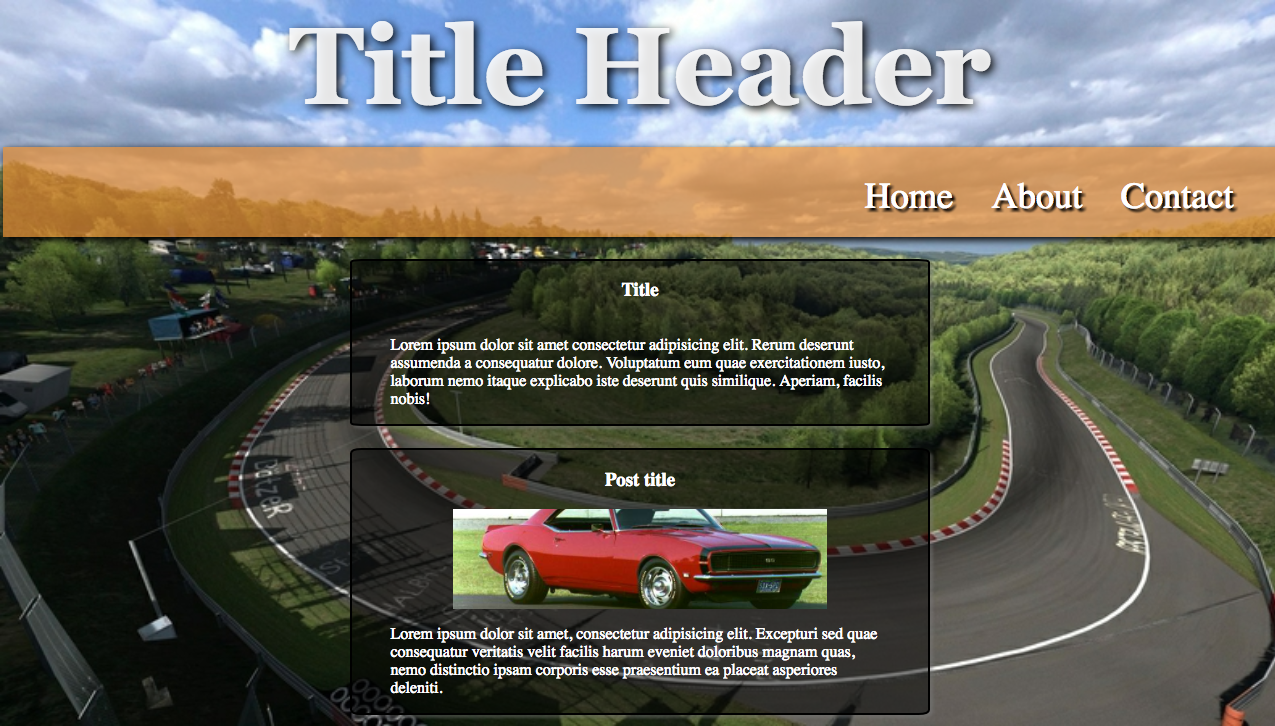 Title Header
Home About Contact
Title
Lorem ipsum dolor sit amet consectetur adipisicing elit. Rerum deserunt
assumenda a consequatur dolore. Voluptatum eum quae exercitationem iusto,
laborum nemo itaque explicabo iste deserunt quis similique. Aperiam, facilis
nobis!
Post title
Lorem ipsum dolor sit amet, consectetur adipisicing elit. Excepturi sed quae
consequatur veritatis velit facilis harum eveniet doloribus magnam quas,
nemo distinctio ipsam corporis esse praesentium ea placeat asperiores
deleniti.